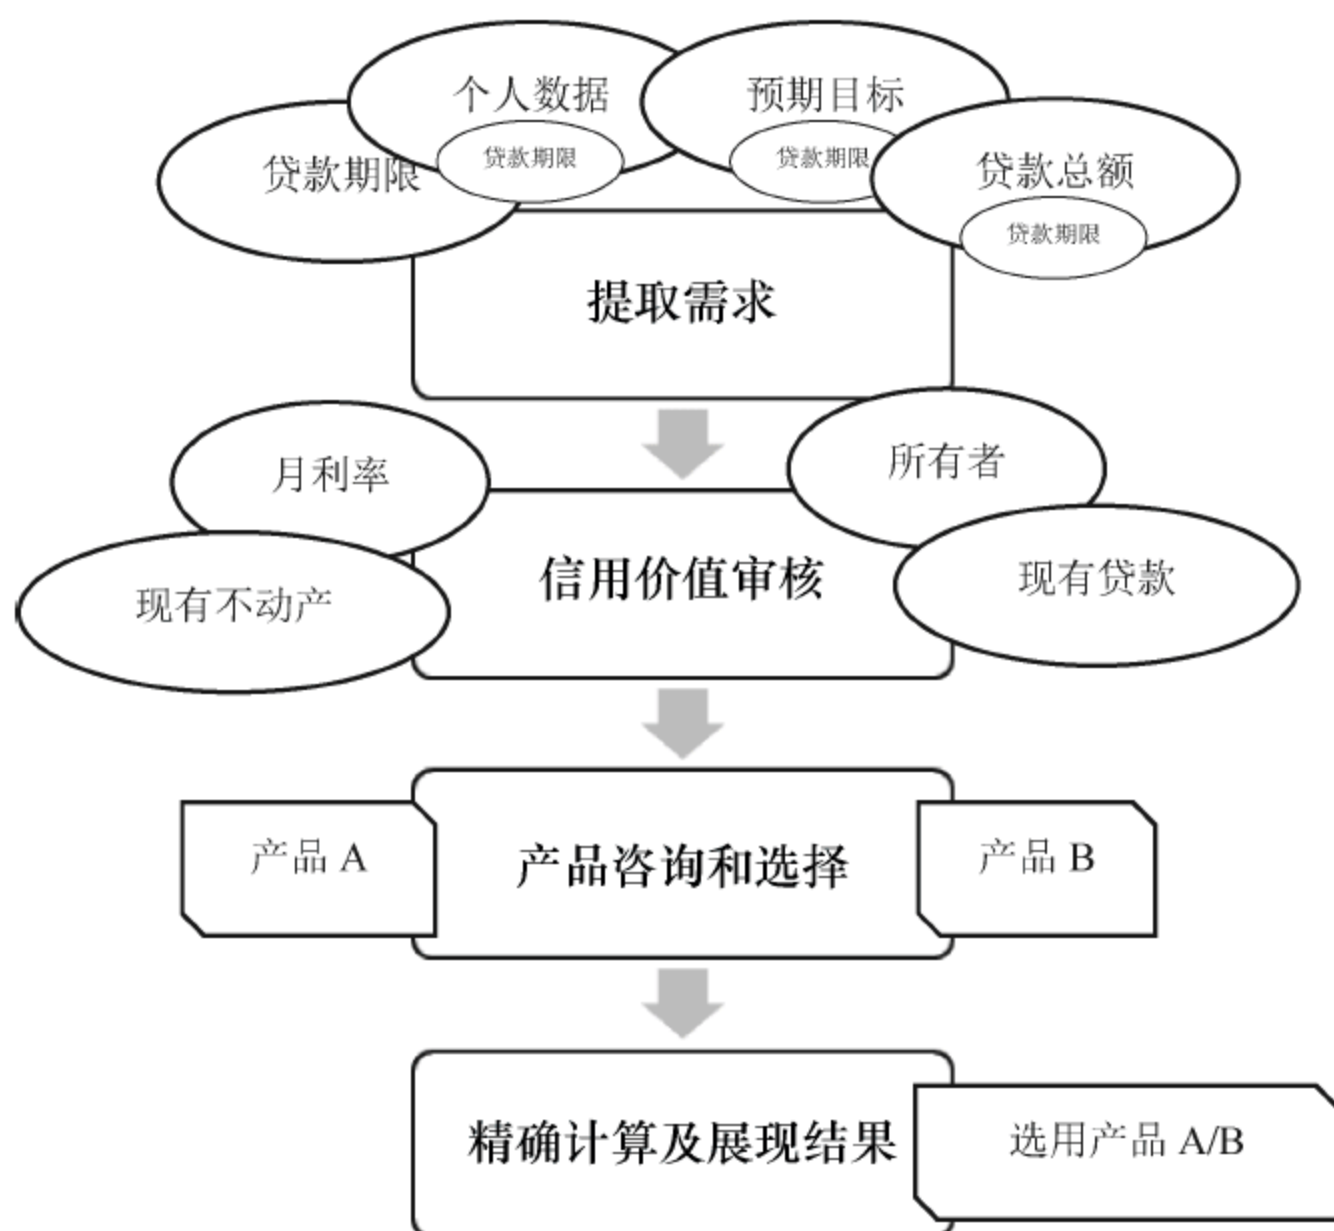 个人数据
预期目标
贷款期限
贷款期限
贷款期限
贷款总额
贷款期限
提取需求
月利率
所有者
现有不动产
信用价值审核
现有贷款
产品 A
产品咨询和选择
产品 B
精确计算及展现结果
选用产品 A/B